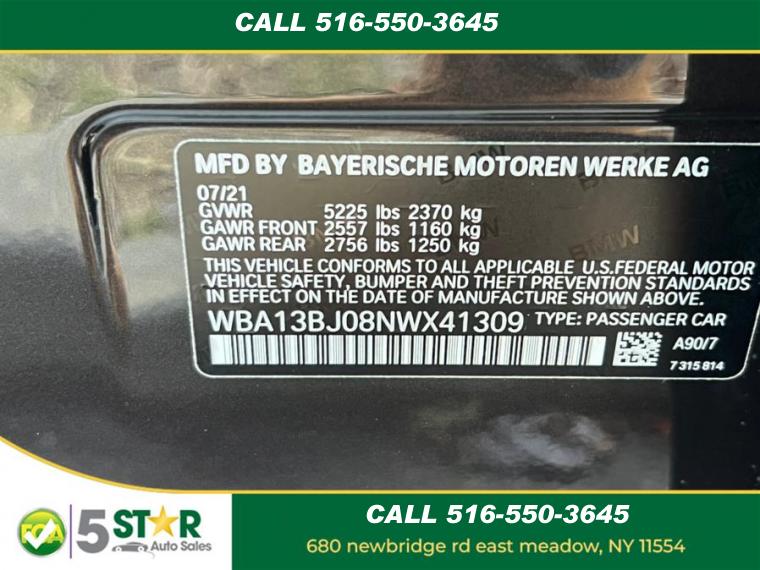 CALL 516-550-3645
MFD BY BAYERISCHE MOTOREN WERKE AG
07/21
GVWR 5225 lbs 2370 kg
GAWR FRONT 2557 lbs 1160 kg
GAWR REAR 2756 lbs 1250 kg
BMW
THIS VEHICLE CONFORMS TO ALL APPLICABLE U.S.FEDERAL MOTOR
VEHICLE SAFETY, BUMPER AND THEFT PREVENTION STANDARDS
IN EFFECT ON THE DATE OF MANUFACTURE SHOWN ABOVE.
WBA13BJ08NWX41309 TYPE: PASSENGER CAR
A90/7
7315814
CALL 516-550-3645
FCA 5 STAR
Auto Sales
680 newbridge rd east meadow, NY 11554